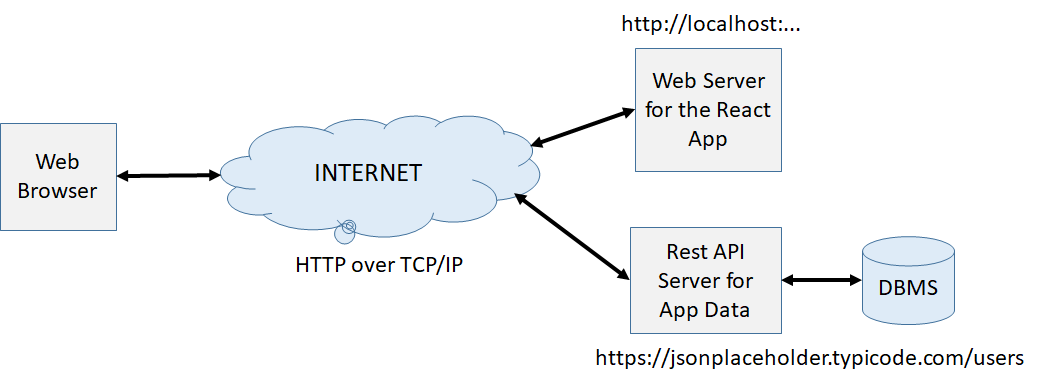 http://localhost:...
Web Server
for the React
App
Web
Browser
INTERNET
HTTP over TCP/IP
Rest API
Server for
App Data
DBMS
https://jsonplaceholder.typicode.com/users